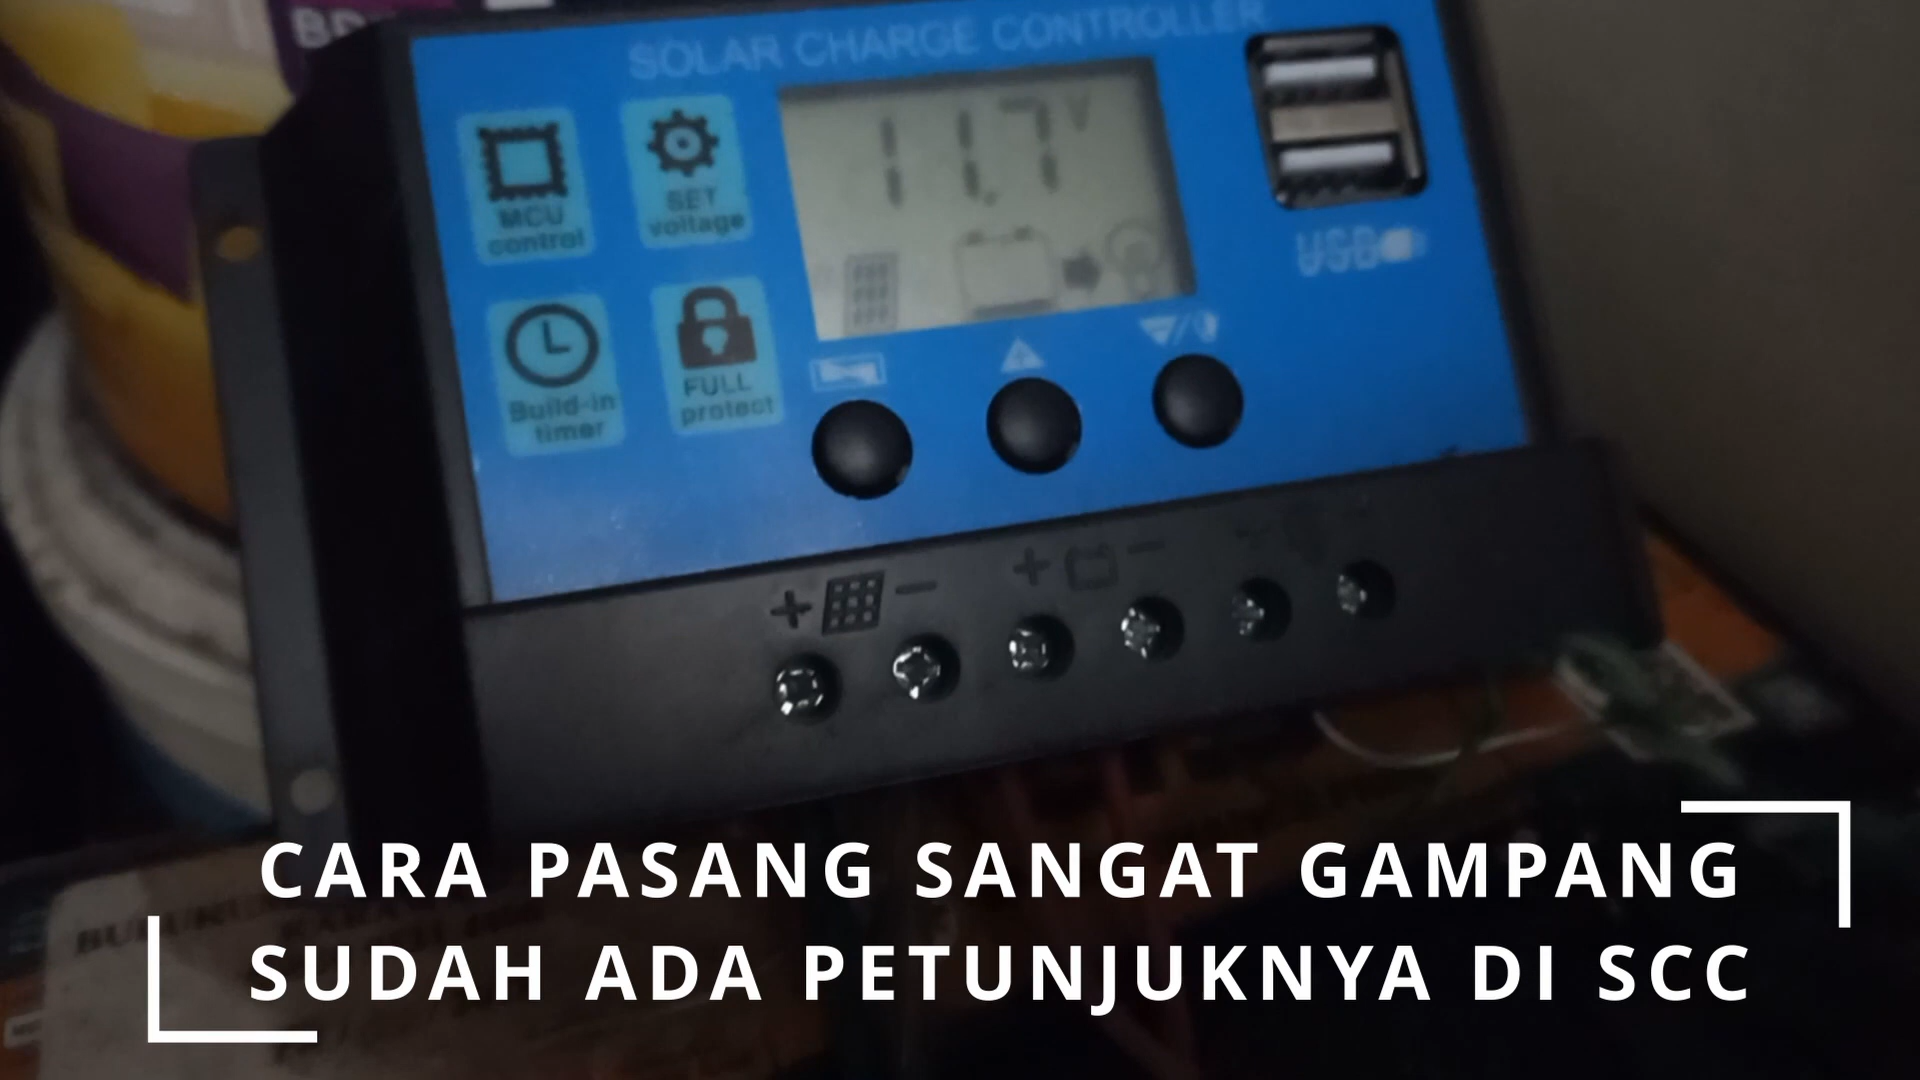 SOLAR CHARGE CONTROLLER
11.7 V
MCU
control
SET
voltage
Build-in
timer
FULL
protect
USB
+ −
+ −
CARA PASANG SANGAT GAMPANG
SUDAH ADA PETUNJUKNYA DI SCC